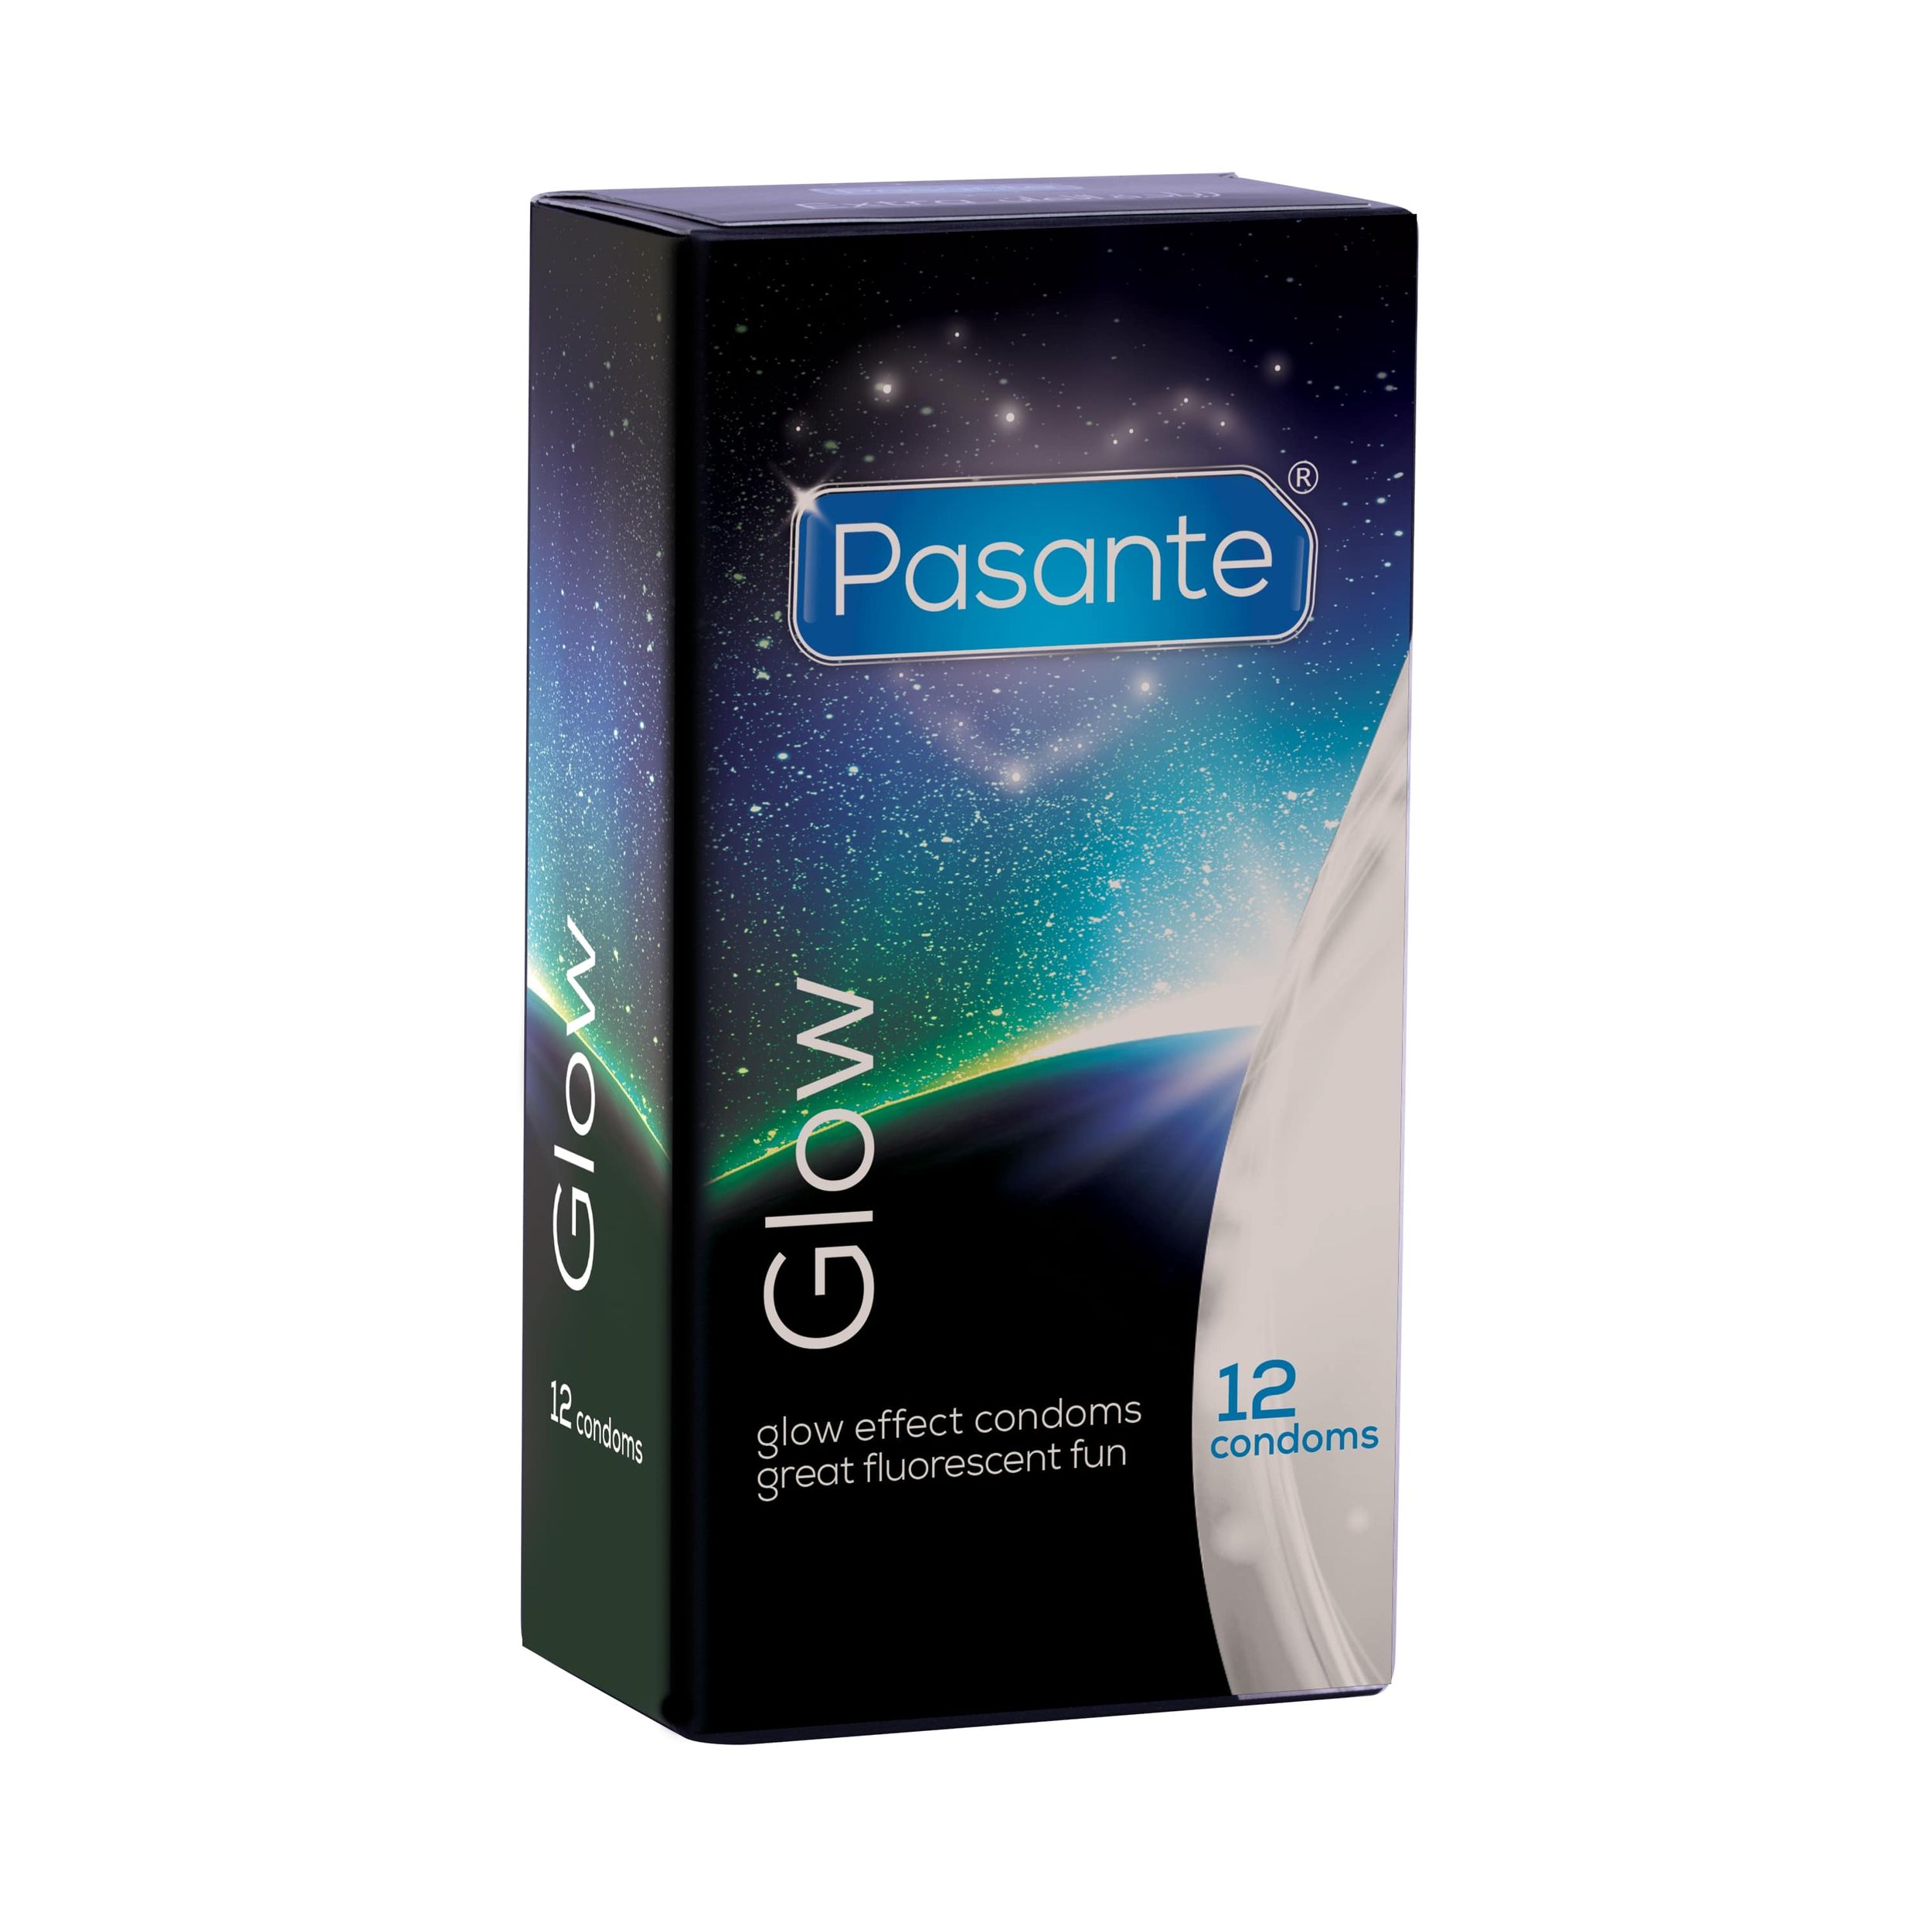 Pasante®
Glow
glow effect condoms
great fluorescent fun
12
condoms
Glow
12 condoms